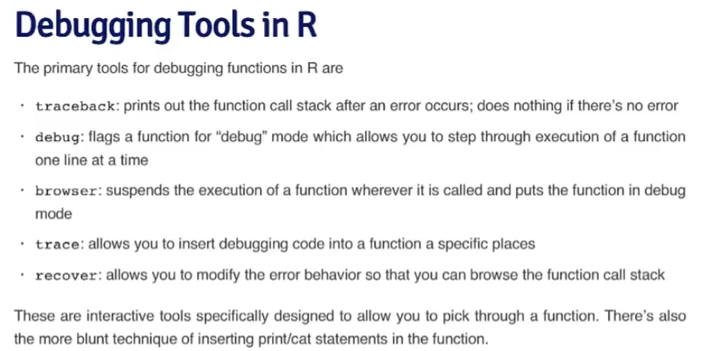 Debugging Tools in R
The primary tools for debugging functions in R are
· traceback: prints out the function call stack after an error occurs; does nothing if there's no error
· debug: flags a function for "debug" mode which allows you to step through execution of a function
one line at a time
· browser: suspends the execution of a function wherever it is called and puts the function in debug
mode
· trace: allows you to insert debugging code into a function a specific places
· recover: allows you to modify the error behavior so that you can browse the function call stack
These are interactive tools specifically designed to allow you to pick through a function. There's also
the more blunt technique of inserting print/cat statements in the function.